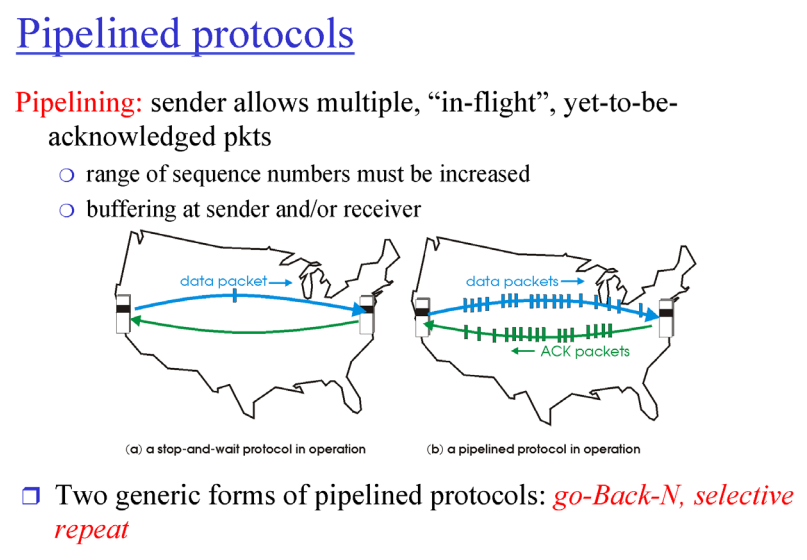 Pipelined protocols
Pipelining: sender allows multiple, “in-flight”, yet-to-be-
acknowledged pkts
range of sequence numbers must be increased
buffering at sender and/or receiver
data packet
data packets
ACK packets
(a) a stop-and-wait protocol in operation
(b) a pipelined protocol in operation
Two generic forms of pipelined protocols: go-Back-N, selective
repeat